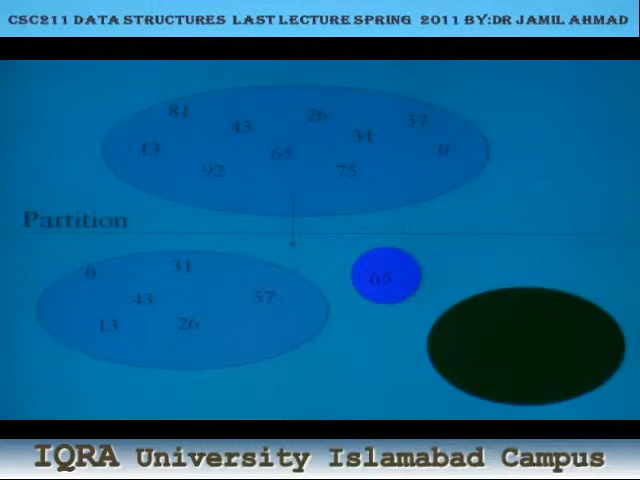 CSC211 DATA STRUCTURES LAST LECTURE SPRING 2011 BY:DR JAMIL AHMAD
81 43 26 31 57
13 92 65 75 0
Partition
0 31
43 57
13 26
65
IQRA University Islamabad Campus